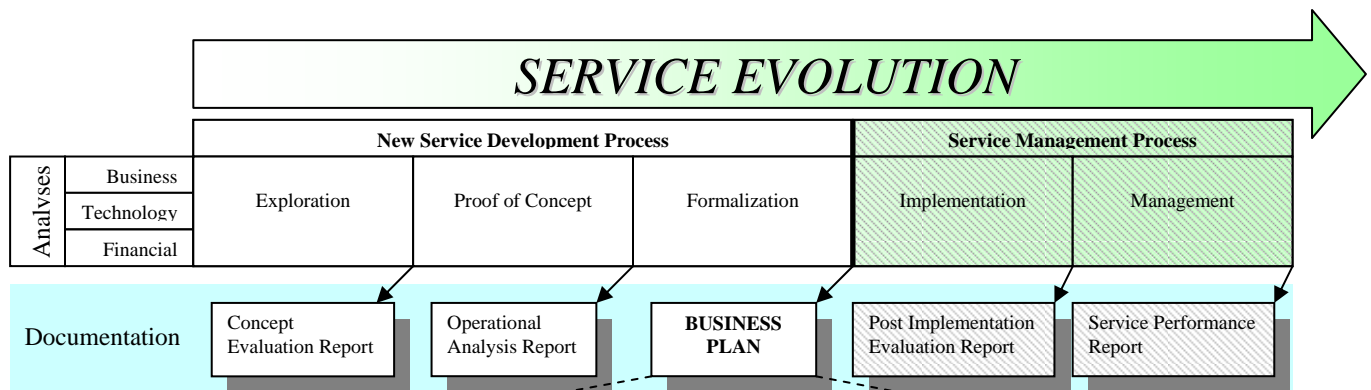 SERVICE EVOLUTION
New Service Development Process
Service Management Process
Analyses
Business
Technology
Financial
Exploration
Proof of Concept
Formalization
Implementation
Management
Documentation
Concept
Evaluation Report
Operational
Analysis Report
BUSINESS
PLAN
Post Implementation
Evaluation Report
Service Performance
Report